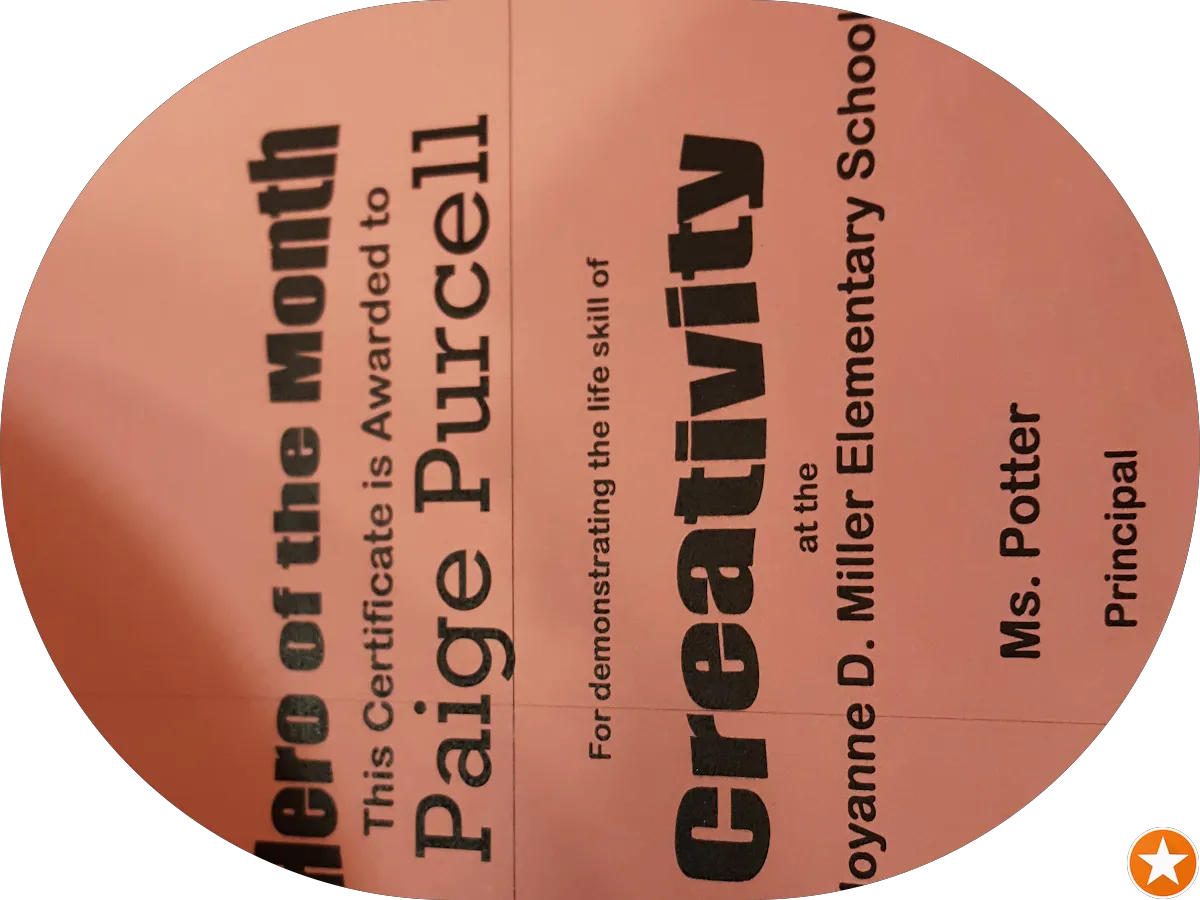 Hero of the Month
This Certificate is Awarded to
Paige Purcell
For demonstrating the life skill of
Creativity
at the
Joyanne D. Miller Elementary School
Ms. Potter
Principal